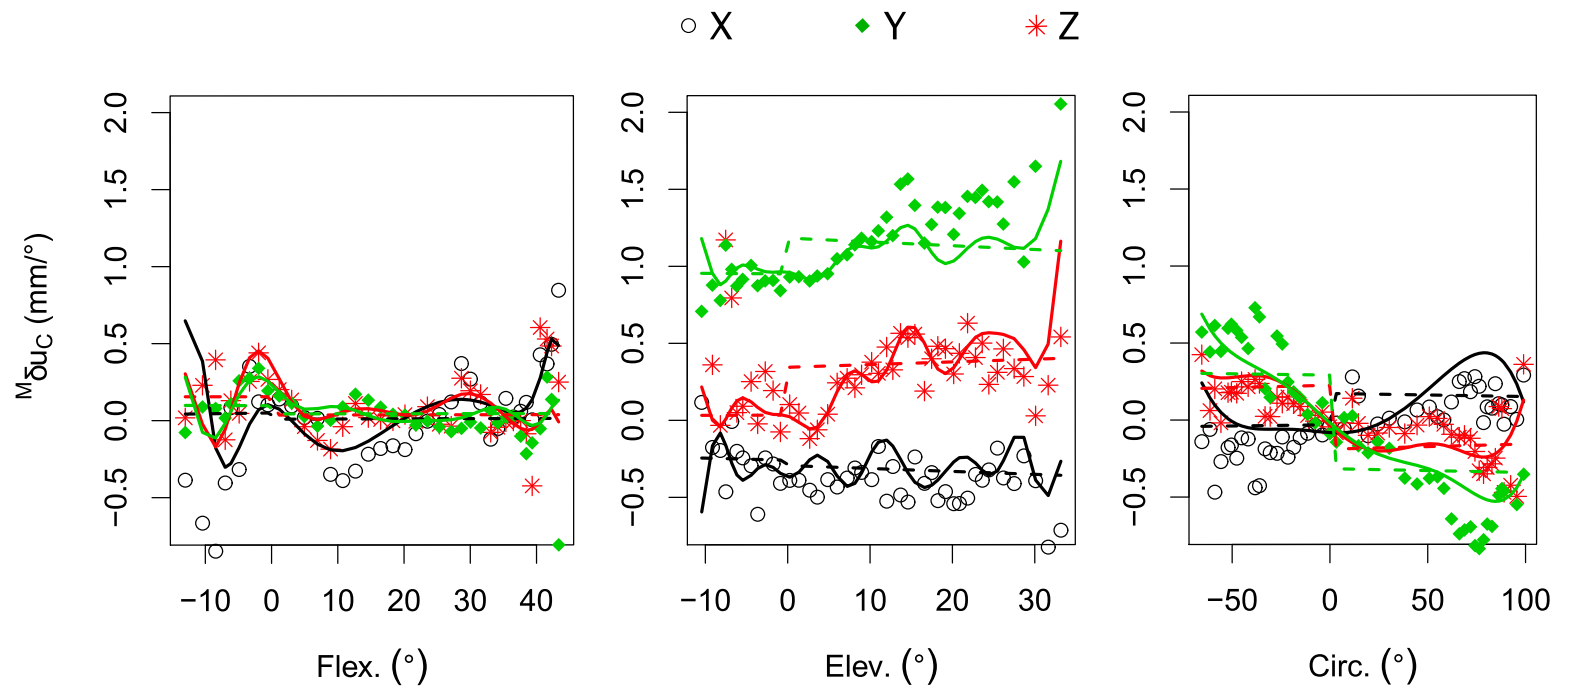 X Y Z
ᴹδu_C (mm/°)
2.0 1.5 1.0 0.5 0.0 −0.5
−10 0 10 20 30 40
Flex. (°)
2.0 1.5 1.0 0.5 0.0 −0.5
−10 0 10 20 30
Elev. (°)
2.0 1.5 1.0 0.5 0.0 −0.5
−50 0 50 100
Circ. (°)